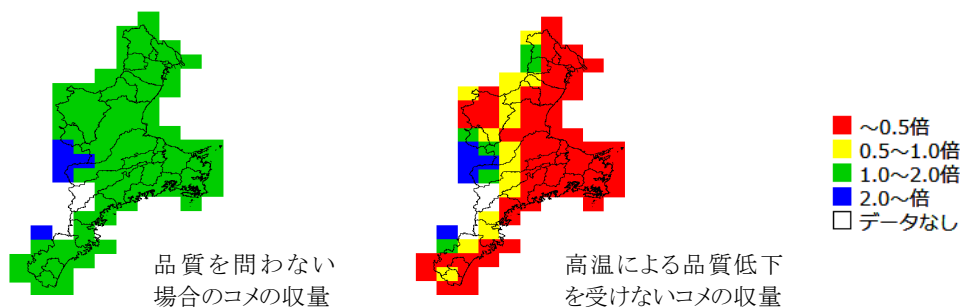 品質を問わない
場合のコメの収量
高温による品質低下
を受けないコメの収量
～0.5倍
0.5～1.0倍
1.0～2.0倍
2.0～倍
データなし